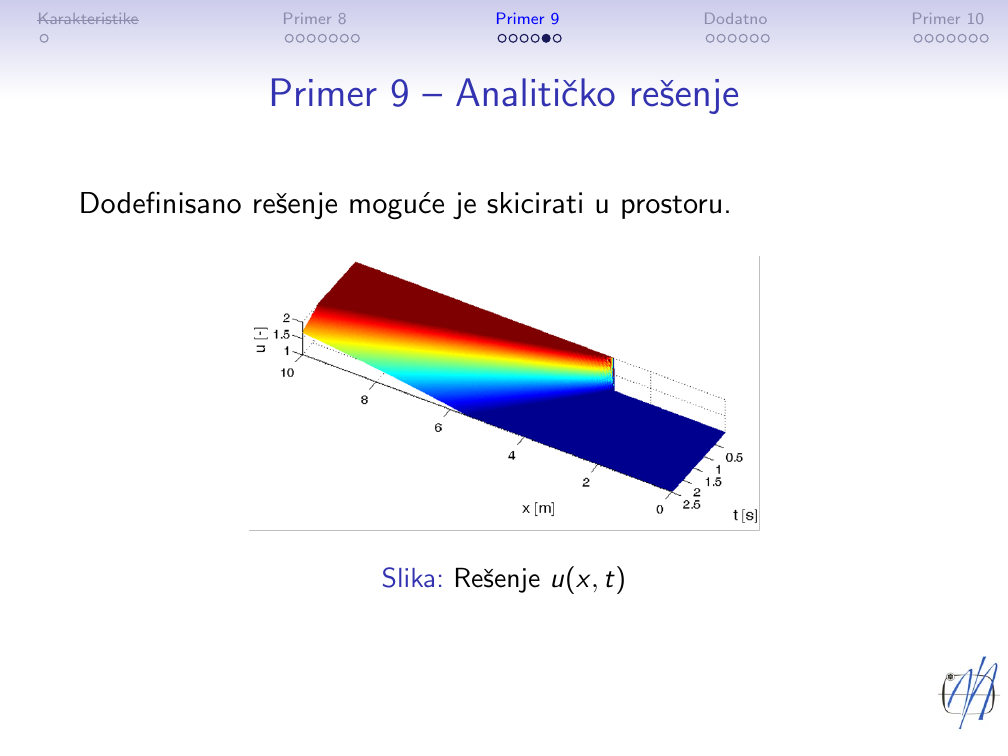 Karakteristike
Primer 8
Primer 9
Dodatno
Primer 10
Primer 9 – Analitičko rešenje
Dodefinisano rešenje moguće je skicirati u prostoru.
2
1.5
1
u [-]
10
8
6
4
2
0
x [m]
0.5
1
1.5
2
2.5
t [s]
Slika: Rešenje u(x, t)